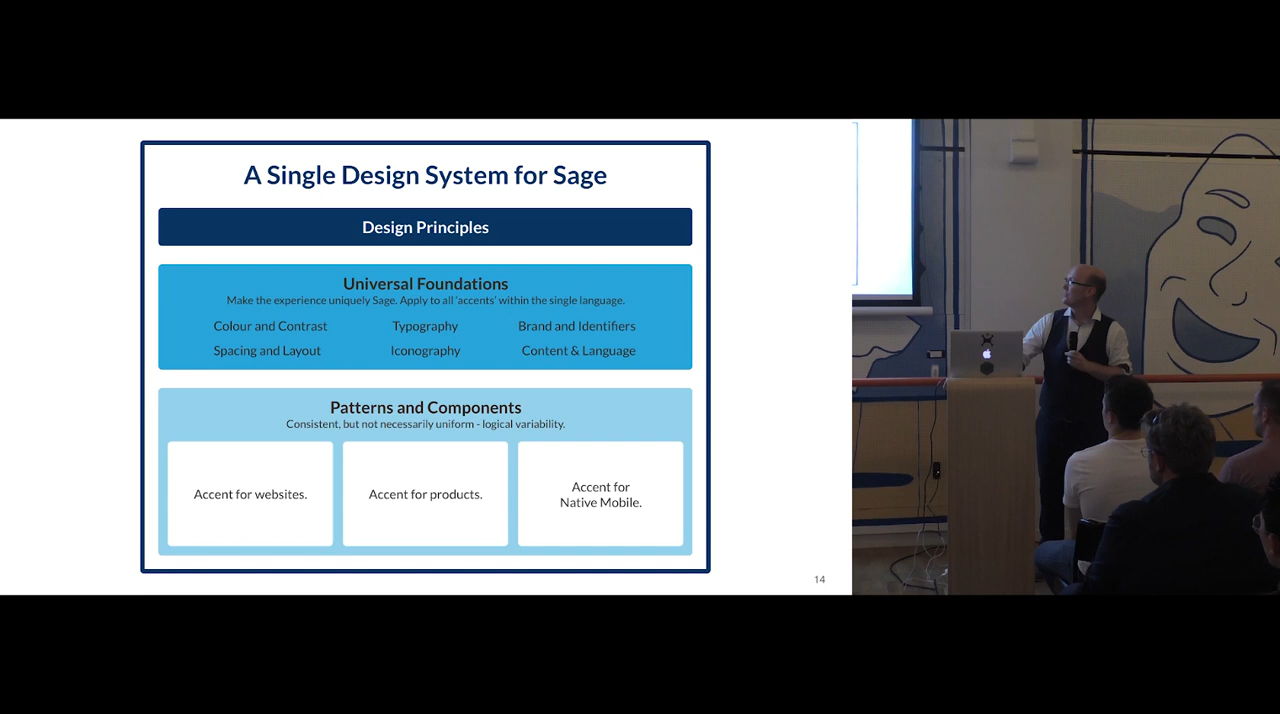 A Single Design System for Sage
Design Principles
Universal Foundations
Make the experience uniquely Sage. Apply to all ‘accents’ within the single language.
Colour and Contrast
Typography
Brand and Identifiers
Spacing and Layout
Iconography
Content & Language
Patterns and Components
Consistent, but not necessarily uniform - logical variability.
Accent for websites.
Accent for products.
Accent for
Native Mobile.
14